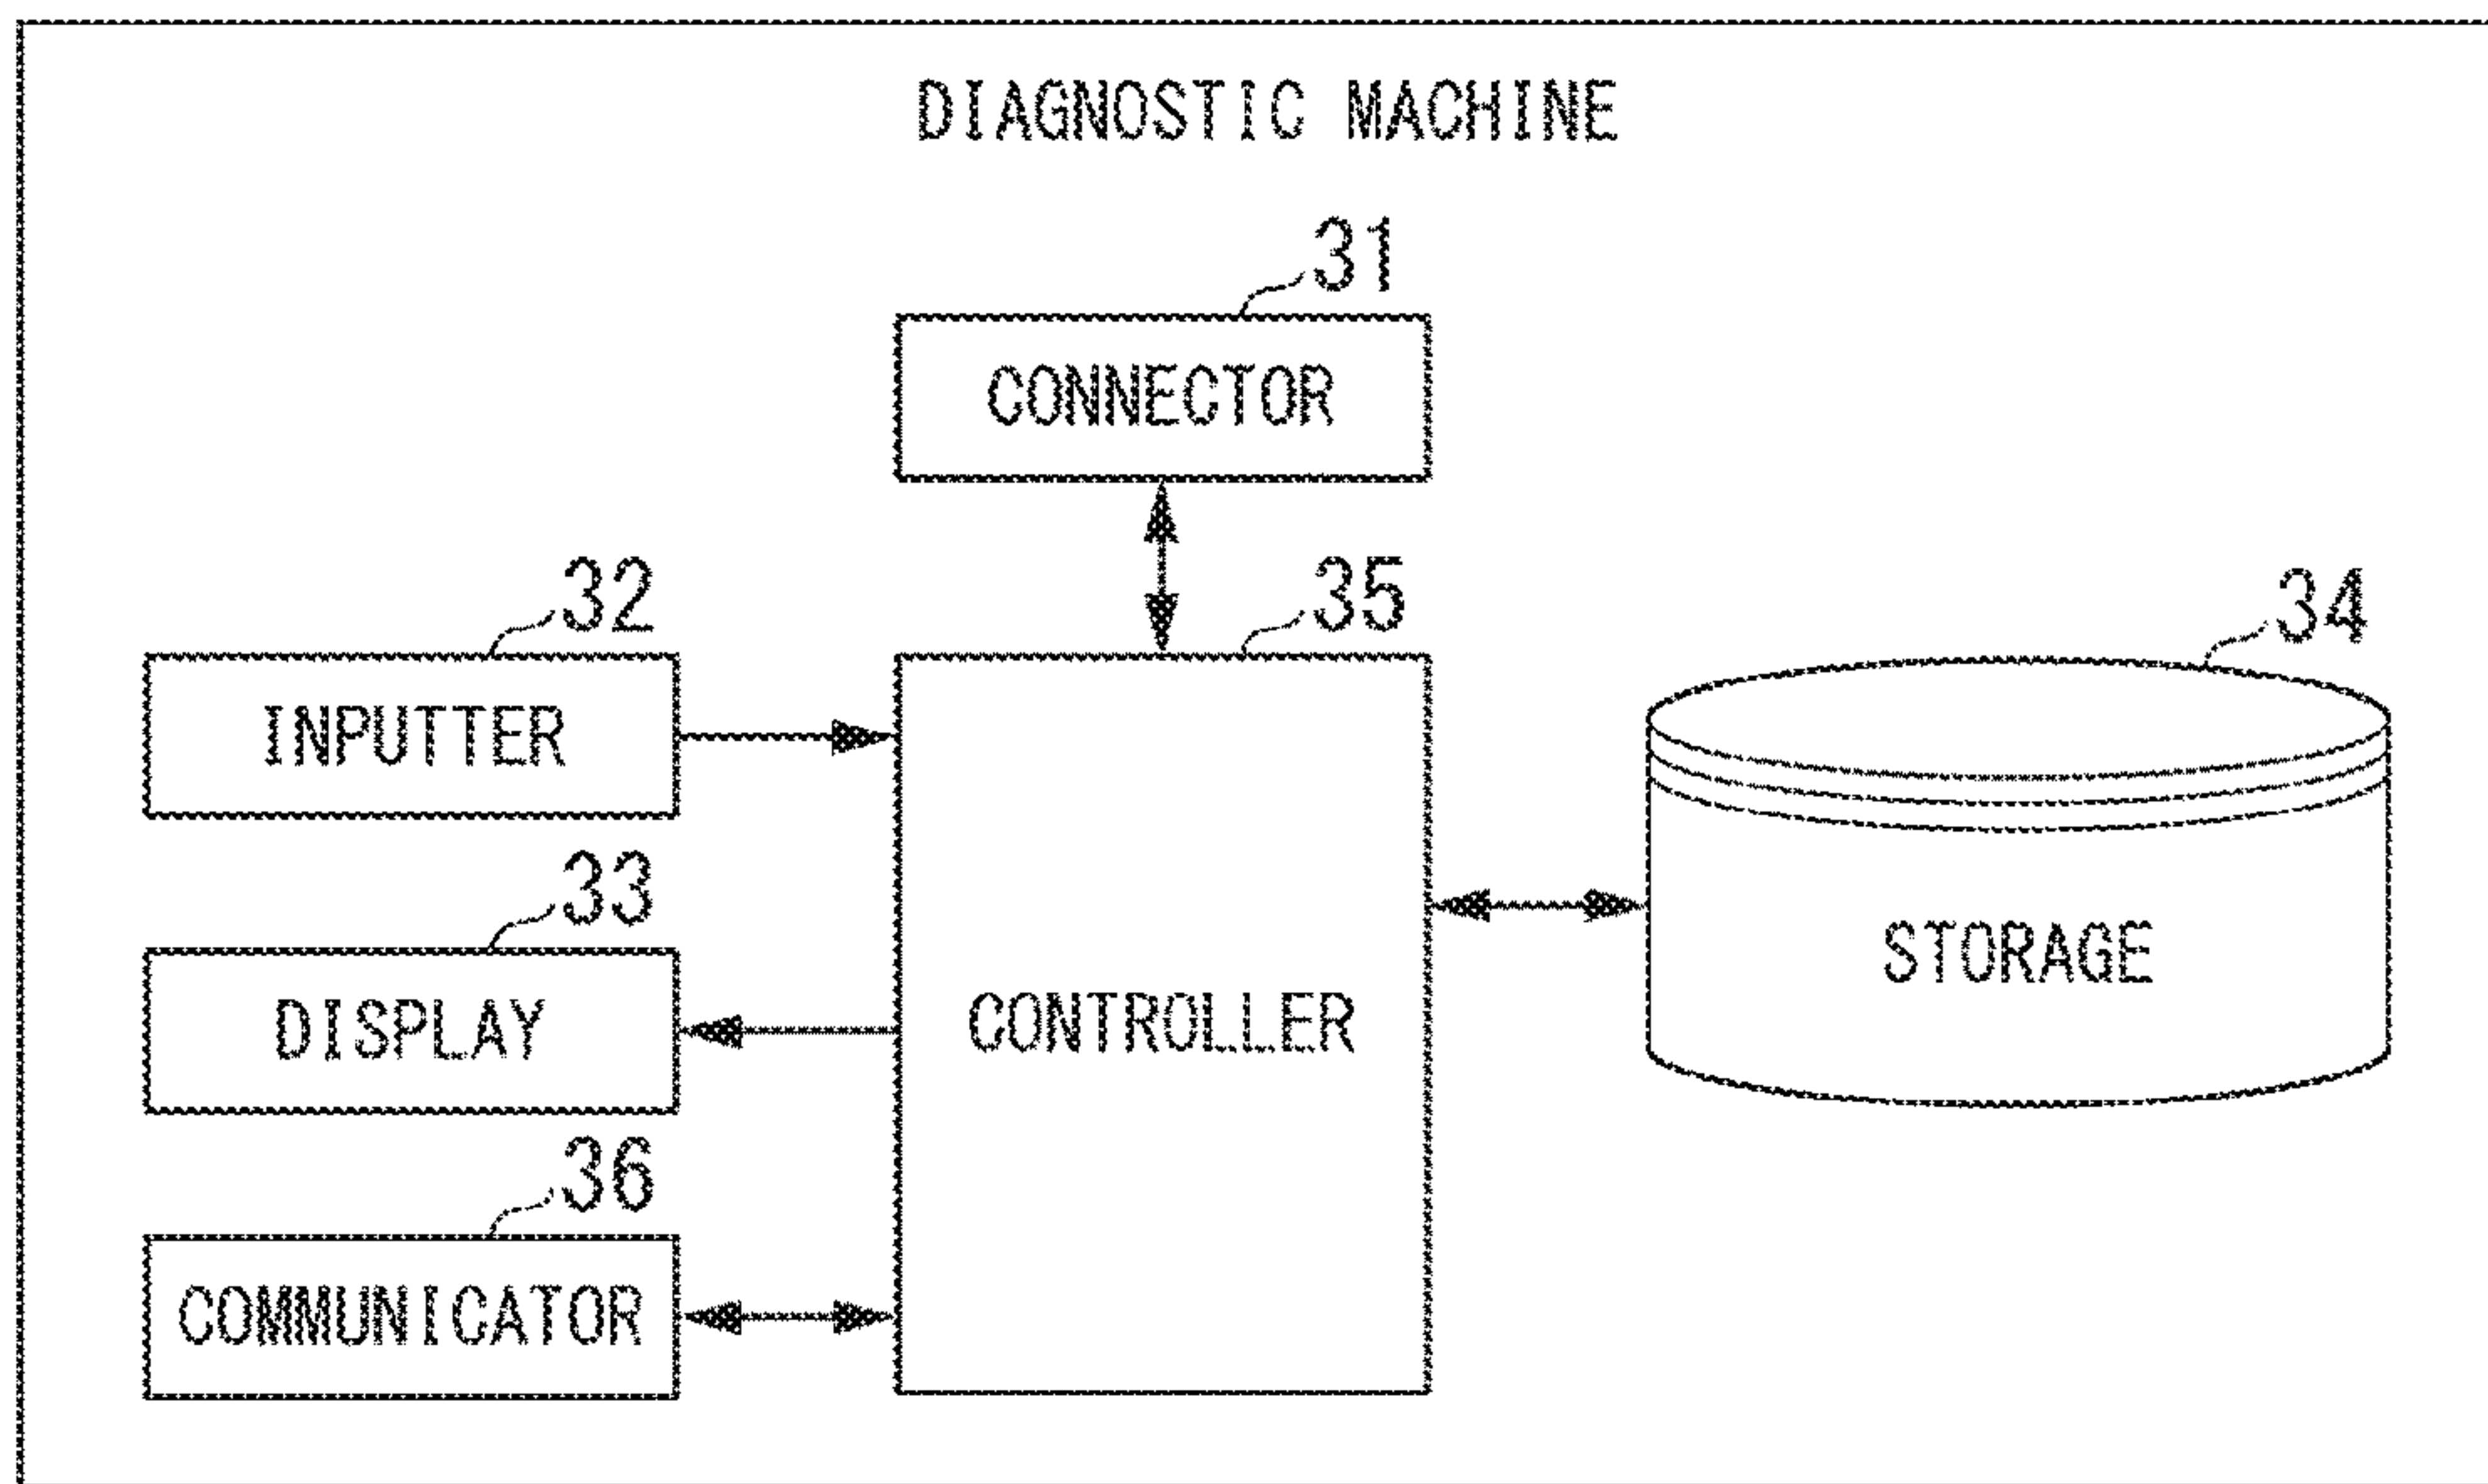 DIAGNOSTIC MACHINE
31
CONNECTOR
32
35
34
INPUTTER
33
DISPLAY
CONTROLLER
STORAGE
36
COMMUNICATOR